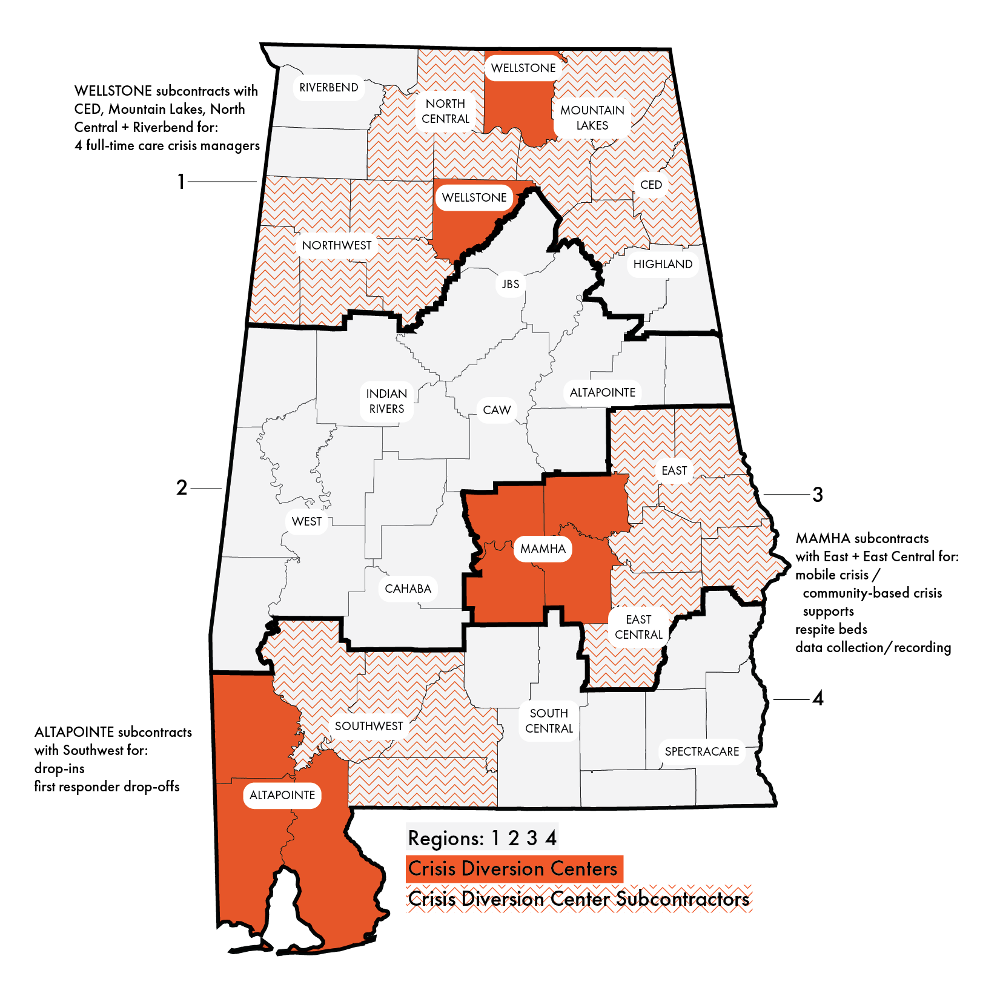 WELLSTONE
RIVERBEND
WELLSTONE subcontracts with
CED, Mountain Lakes, North
Central + Riverbend for:
4 full-time care crisis managers
NORTH
CENTRAL
MOUNTAIN
LAKES
1
CED
WELLSTONE
NORTHWEST
HIGHLAND
JBS
INDIAN
RIVERS
ALTAPOINTE
CAW
EAST
2
3
WEST
MAMHA
MAMHA subcontracts
with East + East Central for:
mobile crisis /
community-based crisis
supports
respite beds
data collection/recording
CAHABA
EAST
CENTRAL
4
SOUTH
CENTRAL
SOUTHWEST
SPECTRACARE
ALTAPOINTE subcontracts
with Southwest for:
drop-ins
first responder drop-offs
ALTAPOINTE
Regions: 1 2 3 4
Crisis Diversion Centers
Crisis Diversion Center Subcontractors